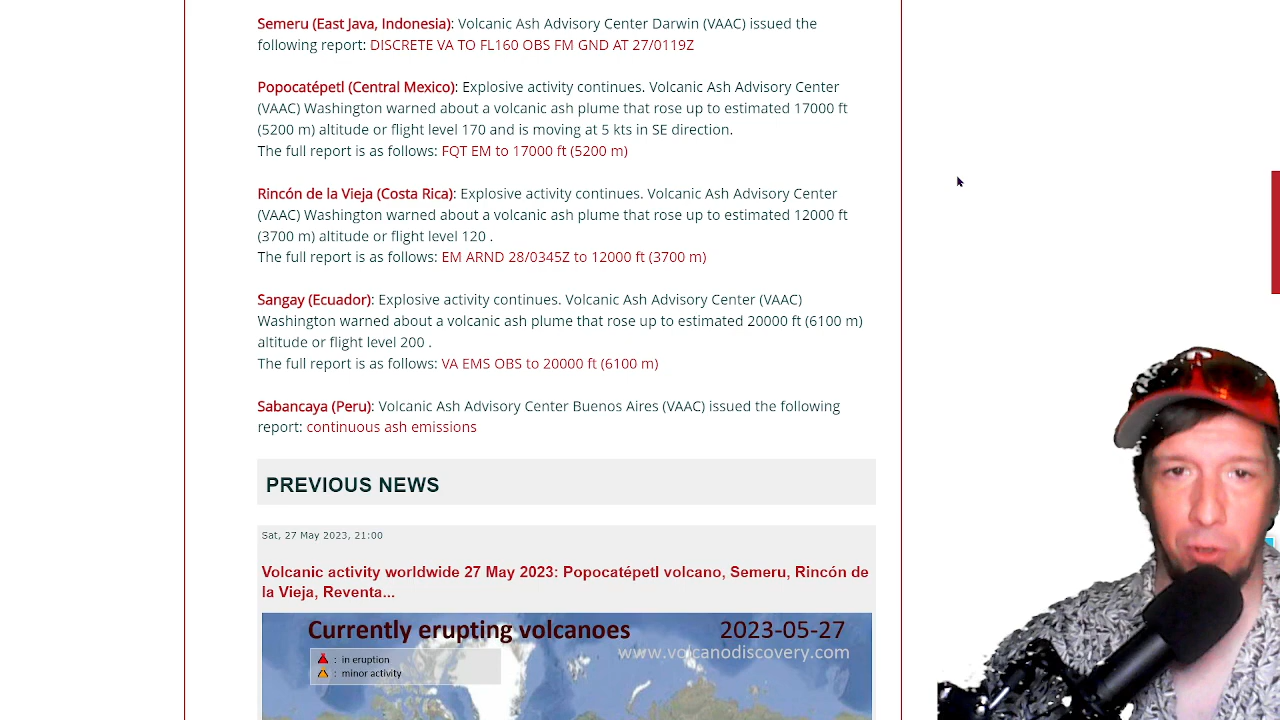 Semeru (East Java, Indonesia): Volcanic Ash Advisory Center Darwin (VAAC) issued the
following report: DISCRETE VA TO FL160 OBS FM GND AT 27/0119Z
Popocatépetl (Central Mexico): Explosive activity continues. Volcanic Ash Advisory Center
(VAAC) Washington warned about a volcanic ash plume that rose up to estimated 17000 ft
(5200 m) altitude or flight level 170 and is moving at 5 kts in SE direction.
The full report is as follows: FQT EM to 17000 ft (5200 m)
Rincón de la Vieja (Costa Rica): Explosive activity continues. Volcanic Ash Advisory Center
(VAAC) Washington warned about a volcanic ash plume that rose up to estimated 12000 ft
(3700 m) altitude or flight level 120 .
The full report is as follows: EM ARND 28/0345Z to 12000 ft (3700 m)
Sangay (Ecuador): Explosive activity continues. Volcanic Ash Advisory Center (VAAC)
Washington warned about a volcanic ash plume that rose up to estimated 20000 ft (6100 m)
altitude or flight level 200 .
The full report is as follows: VA EMS OBS to 20000 ft (6100 m)
Sabancaya (Peru): Volcanic Ash Advisory Center Buenos Aires (VAAC) issued the following
report: continuous ash emissions
PREVIOUS NEWS
Sat, 27 May 2023, 21:00
Volcanic activity worldwide 27 May 2023: Popocatépetl volcano, Semeru, Rincón de
la Vieja, Reventa...
Currently erupting volcanoes 2023-05-27
www.volcanodiscovery.com
: in eruption
: minor activity